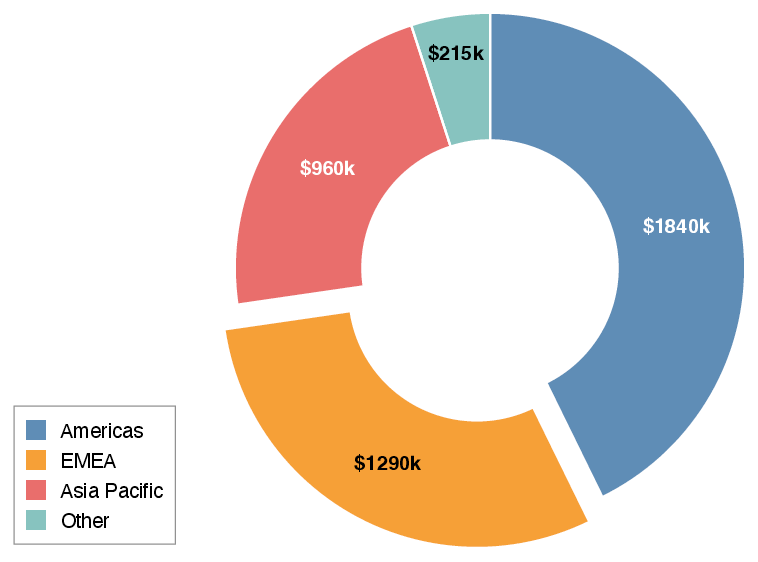 $215k
$960k
$1840k
$1290k
Americas
EMEA
Asia Pacific
Other